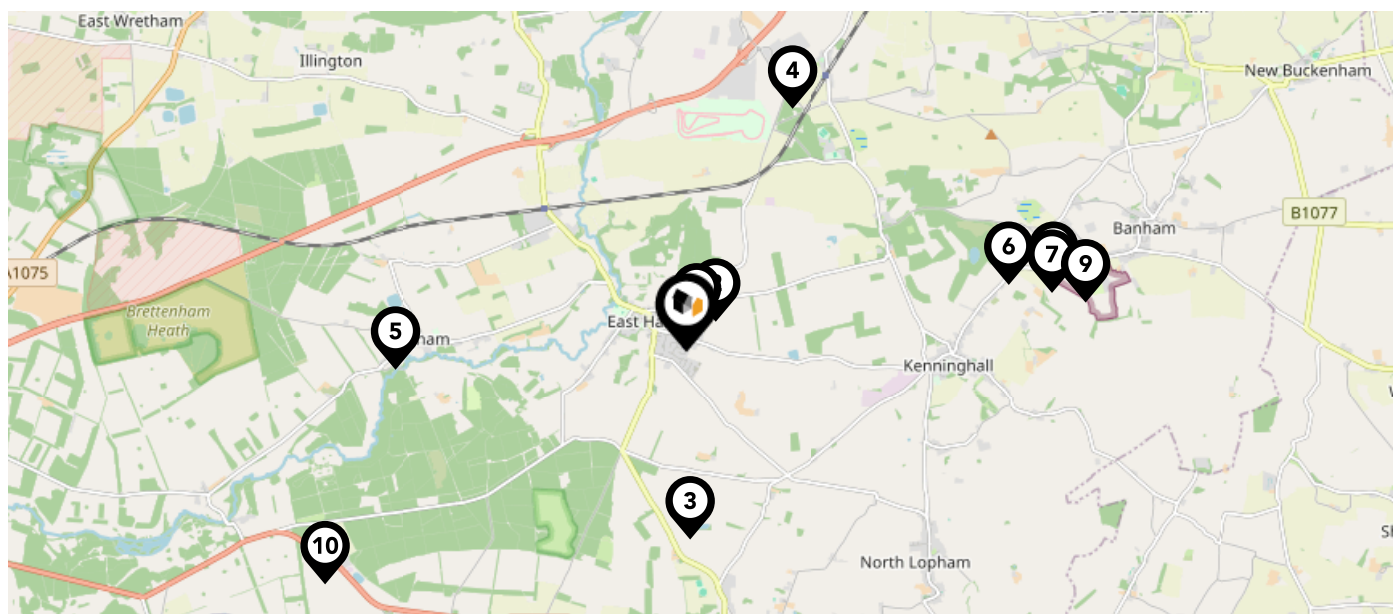 East Wretham
Illington
4
New Buckenham
B1077
Banham
6
7
9
A1075
Brettenham
Heath
5
East Ha
Kenninghall
3
10
North Lopham